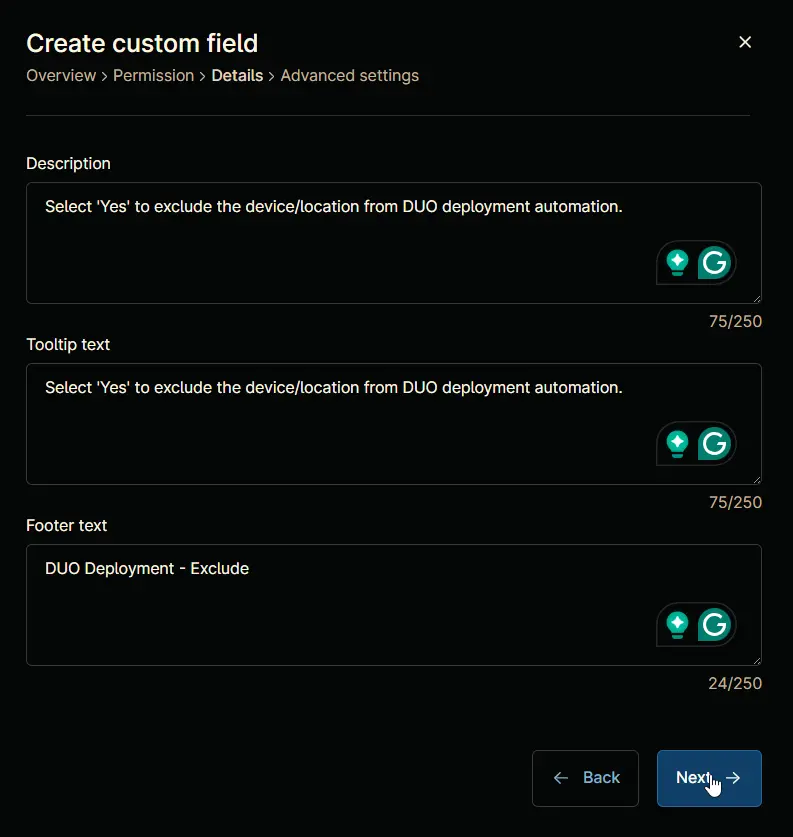 Create custom field
Overview > Permission > Details > Advanced settings
Description
Select 'Yes' to exclude the device/location from DUO deployment automation.
75/250
Tooltip text
Select 'Yes' to exclude the device/location from DUO deployment automation.
75/250
Footer text
DUO Deployment - Exclude
24/250
← Back
Next →